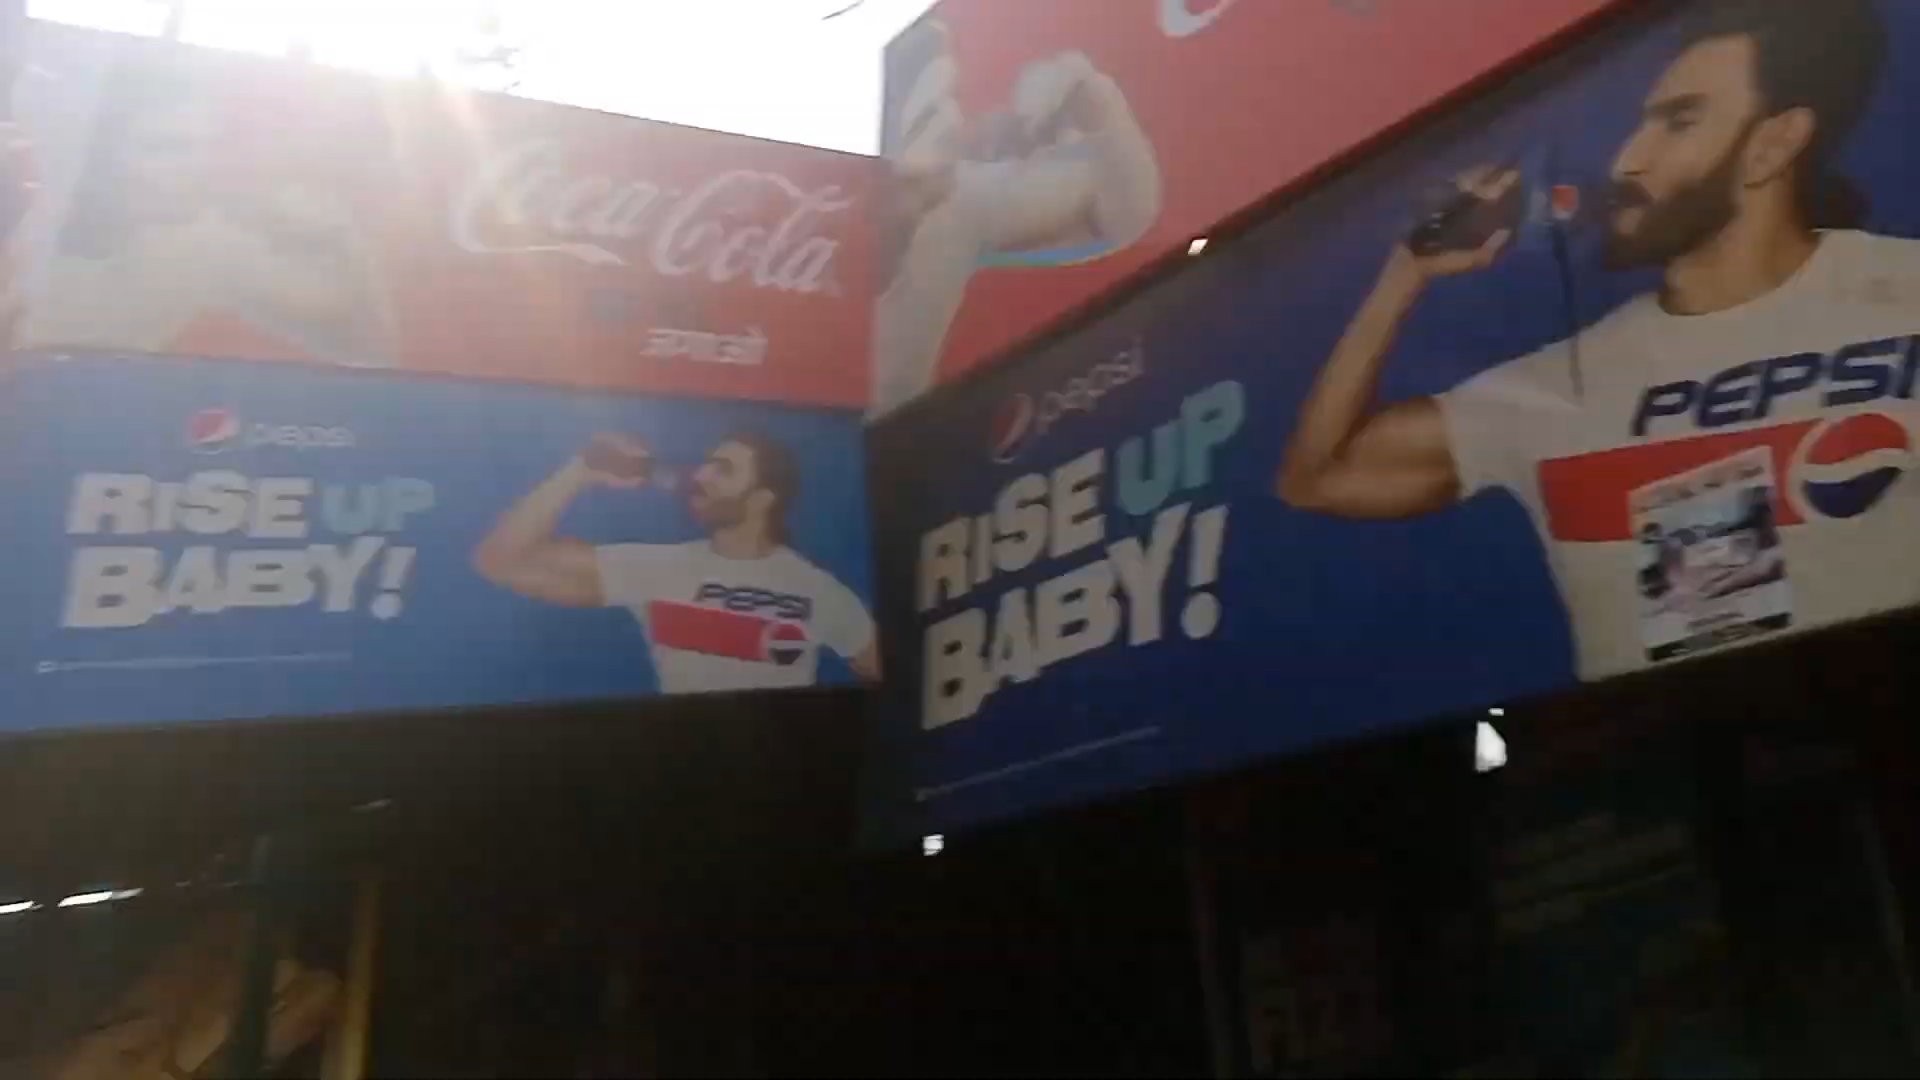 Coca-Cola
pepsi
RiSE UP
BABY!
PEPSI
pepsi
RiSE UP
BABY!
PEPSI